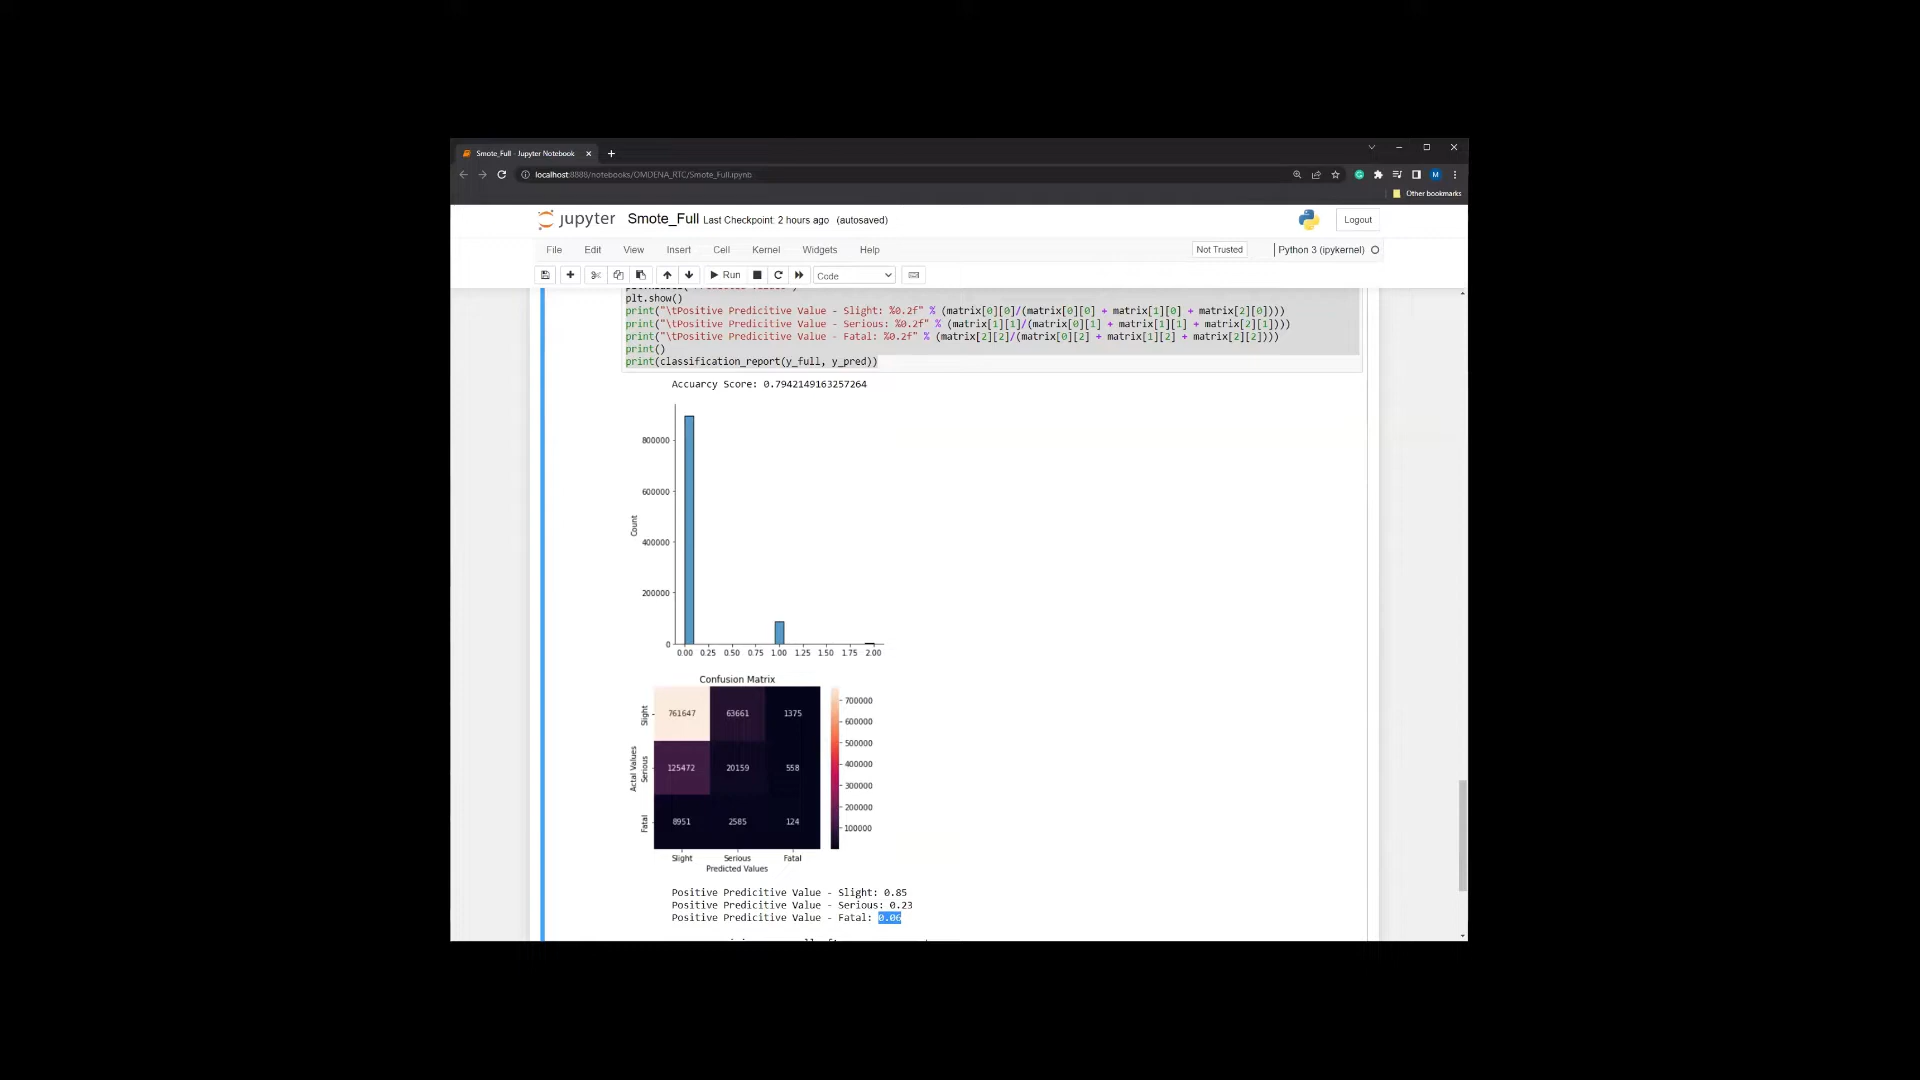 Smote_Full - Jupyter Notebook
localhost:8888/notebooks/OMDENA_RTC/Smote_Full.ipynb
M
Other bookmarks
jupyter Smote_Full Last Checkpoint: 2 hours ago (autosaved)
Logout
File Edit View Insert Cell Kernel Widgets Help
Not Trusted
Python 3 (ipykernel)
Run
Code
plt.show()
print("\tPositive Predicitive Value - Slight: %0.2f" % (matrix[0][0]/(matrix[0][0] + matrix[1][0] + matrix[2][0])))
print("\tPositive Predicitive Value - Serious: %0.2f" % (matrix[1][1]/(matrix[0][1] + matrix[1][1] + matrix[2][1])))
print("\tPositive Predicitive Value - Fatal: %0.2f" % (matrix[2][2]/(matrix[0][2] + matrix[1][2] + matrix[2][2])))
print()
print(classification_report(y_full, y_pred))
Accuarcy Score: 0.7942149163257264
800000
600000
400000
200000
0
Count
0.00 0.25 0.50 0.75 1.00 1.25 1.50 1.75 2.00
Confusion Matrix
Actal Values
Slight
761647 63661 1375
Serious
125472 20159 558
Fatal
8951 2585 124
Slight Serious Fatal
Predicted Values
700000
600000
500000
400000
300000
200000
100000
Positive Predicitive Value - Slight: 0.85
Positive Predicitive Value - Serious: 0.23
Positive Predicitive Value - Fatal: 0.06